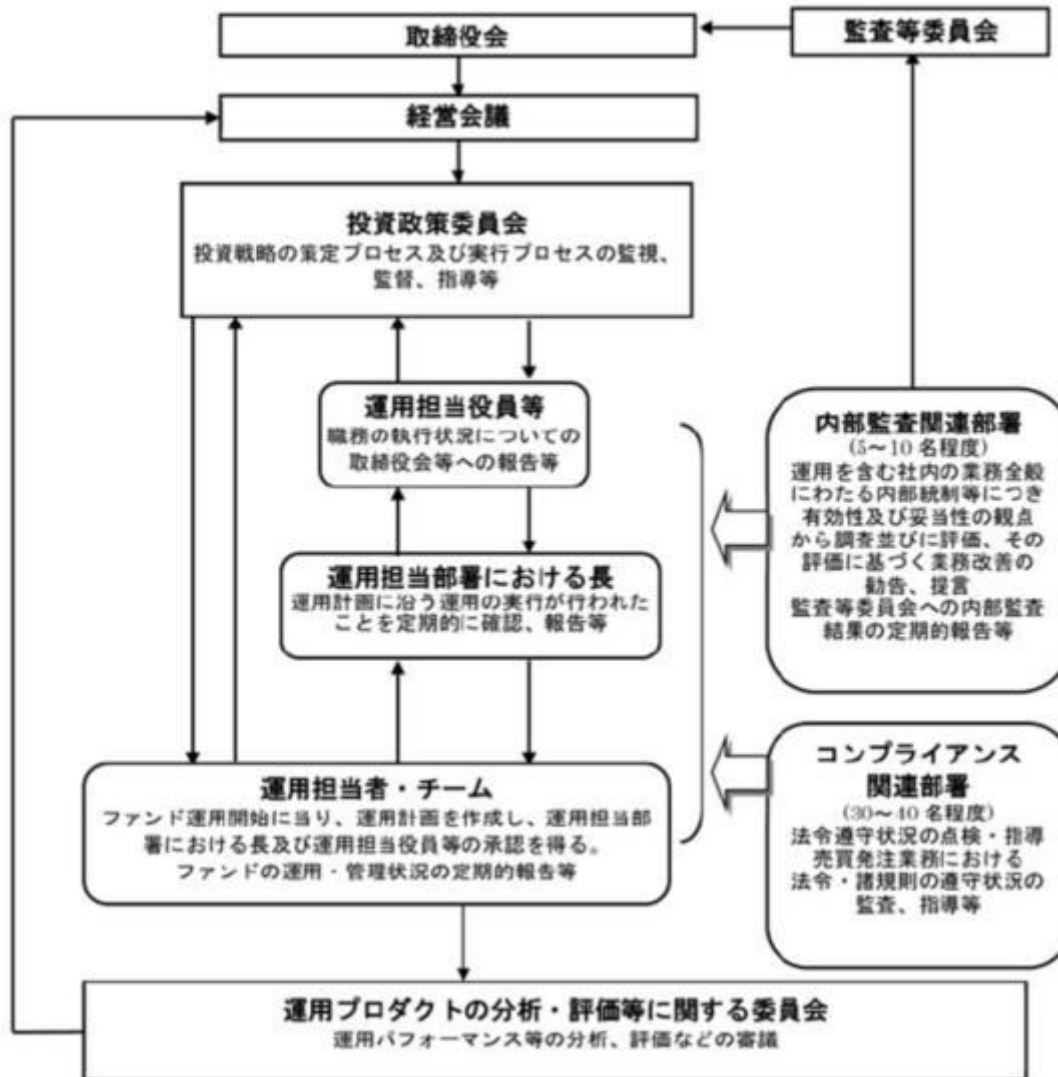 取締役会
監査等委員会
経営会議
投資政策委員会
投資戦略の策定プロセス及び実行プロセスの監視、
監督、指導等
運用担当役員等
職務の執行状況についての
取締役会等への報告等
運用担当部署における長
運用計画に沿う運用の実行が行われた
ことを定期的に確認、報告等
運用担当者・チーム
ファンド運用開始に当り、運用計画を作成し、運用担当部
署における長及び運用担当役員等の承認を得る。
ファンドの運用・管理状況の定期的報告等
内部監査関連部署
(5～10 名程度)
運用を含む社内の業務全般
にわたる内部統制等につき
有効性及び妥当性の観点
から調査並びに評価、その
評価に基づく業務改善の
勧告、提言
監査等委員会への内部監査
結果の定期的報告等
コンプライアンス
関連部署
(30～40 名程度)
法令遵守状況の点検・指導
売買発注業務における
法令・諸規則の遵守状況の
監査、指導等
運用プロダクトの分析・評価等に関する委員会
運用パフォーマンス等の分析、評価などの審議